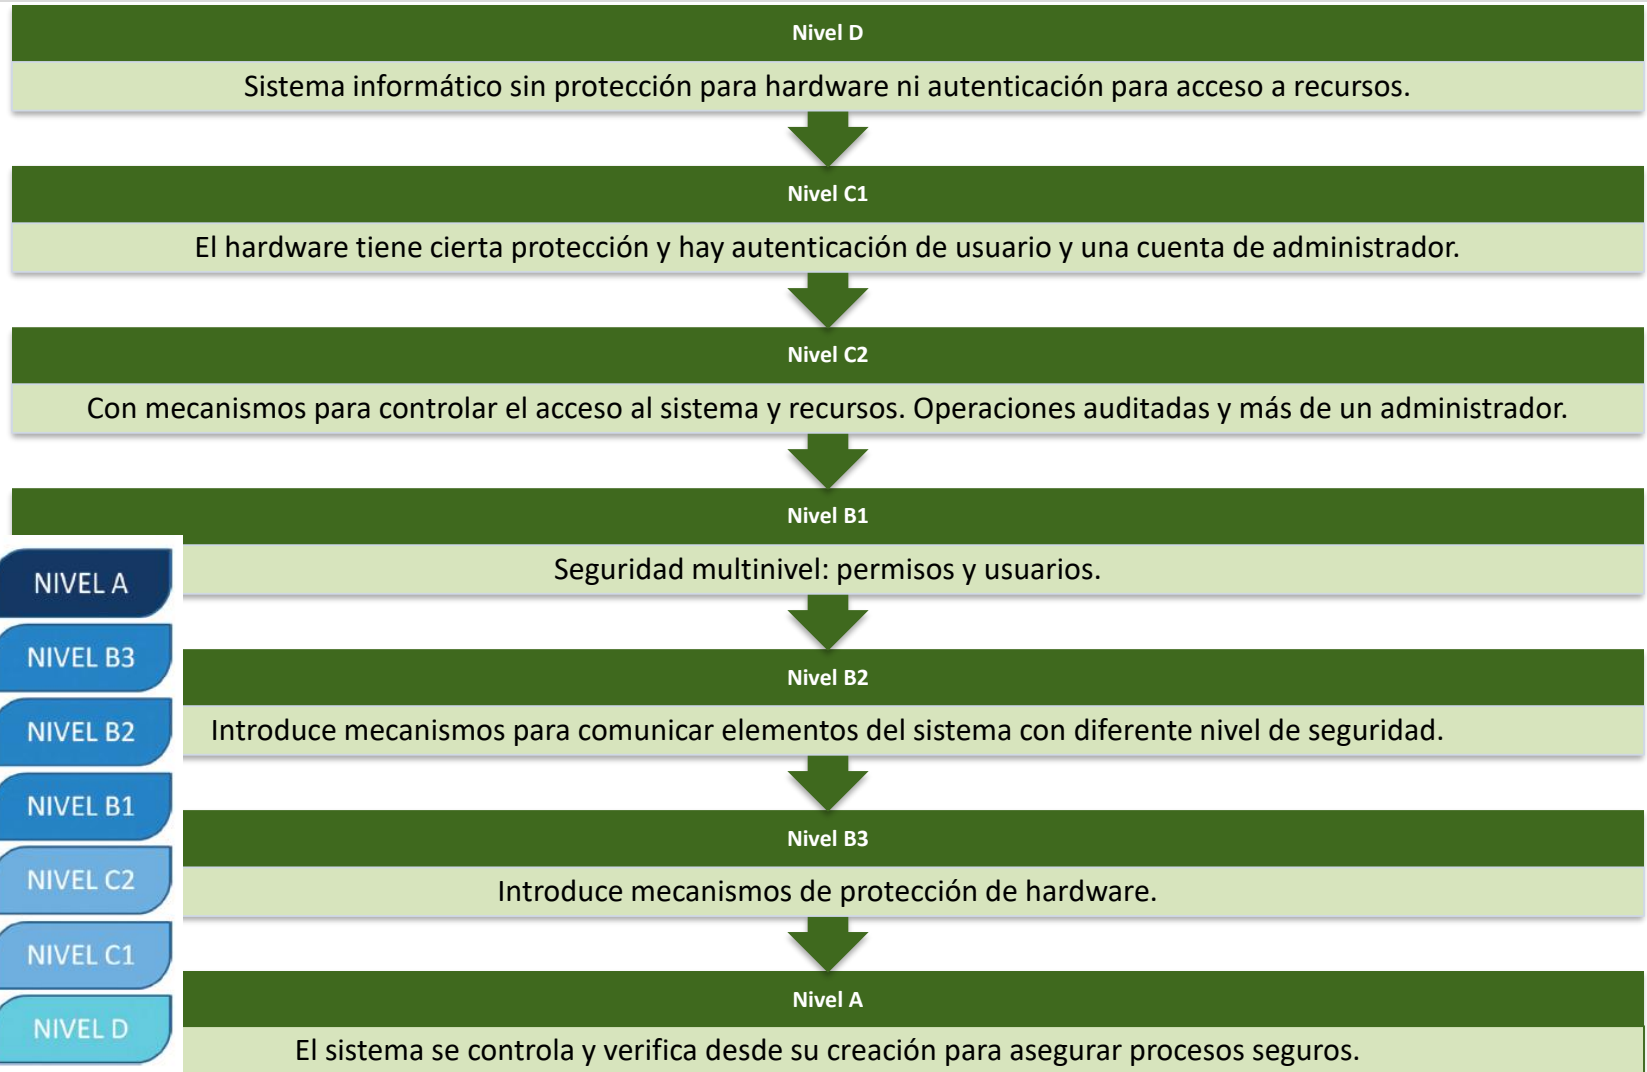 Nivel D
Sistema informático sin protección para hardware ni autenticación para acceso a recursos.
Nivel C1
El hardware tiene cierta protección y hay autenticación de usuario y una cuenta de administrador.
Nivel C2
Con mecanismos para controlar el acceso al sistema y recursos. Operaciones auditadas y más de un administrador.
Nivel B1
Seguridad multinivel: permisos y usuarios.
Nivel B2
Introduce mecanismos para comunicar elementos del sistema con diferente nivel de seguridad.
Nivel B3
Introduce mecanismos de protección de hardware.
Nivel A
El sistema se controla y verifica desde su creación para asegurar procesos seguros.
NIVEL A
NIVEL B3
NIVEL B2
NIVEL B1
NIVEL C2
NIVEL C1
NIVEL D